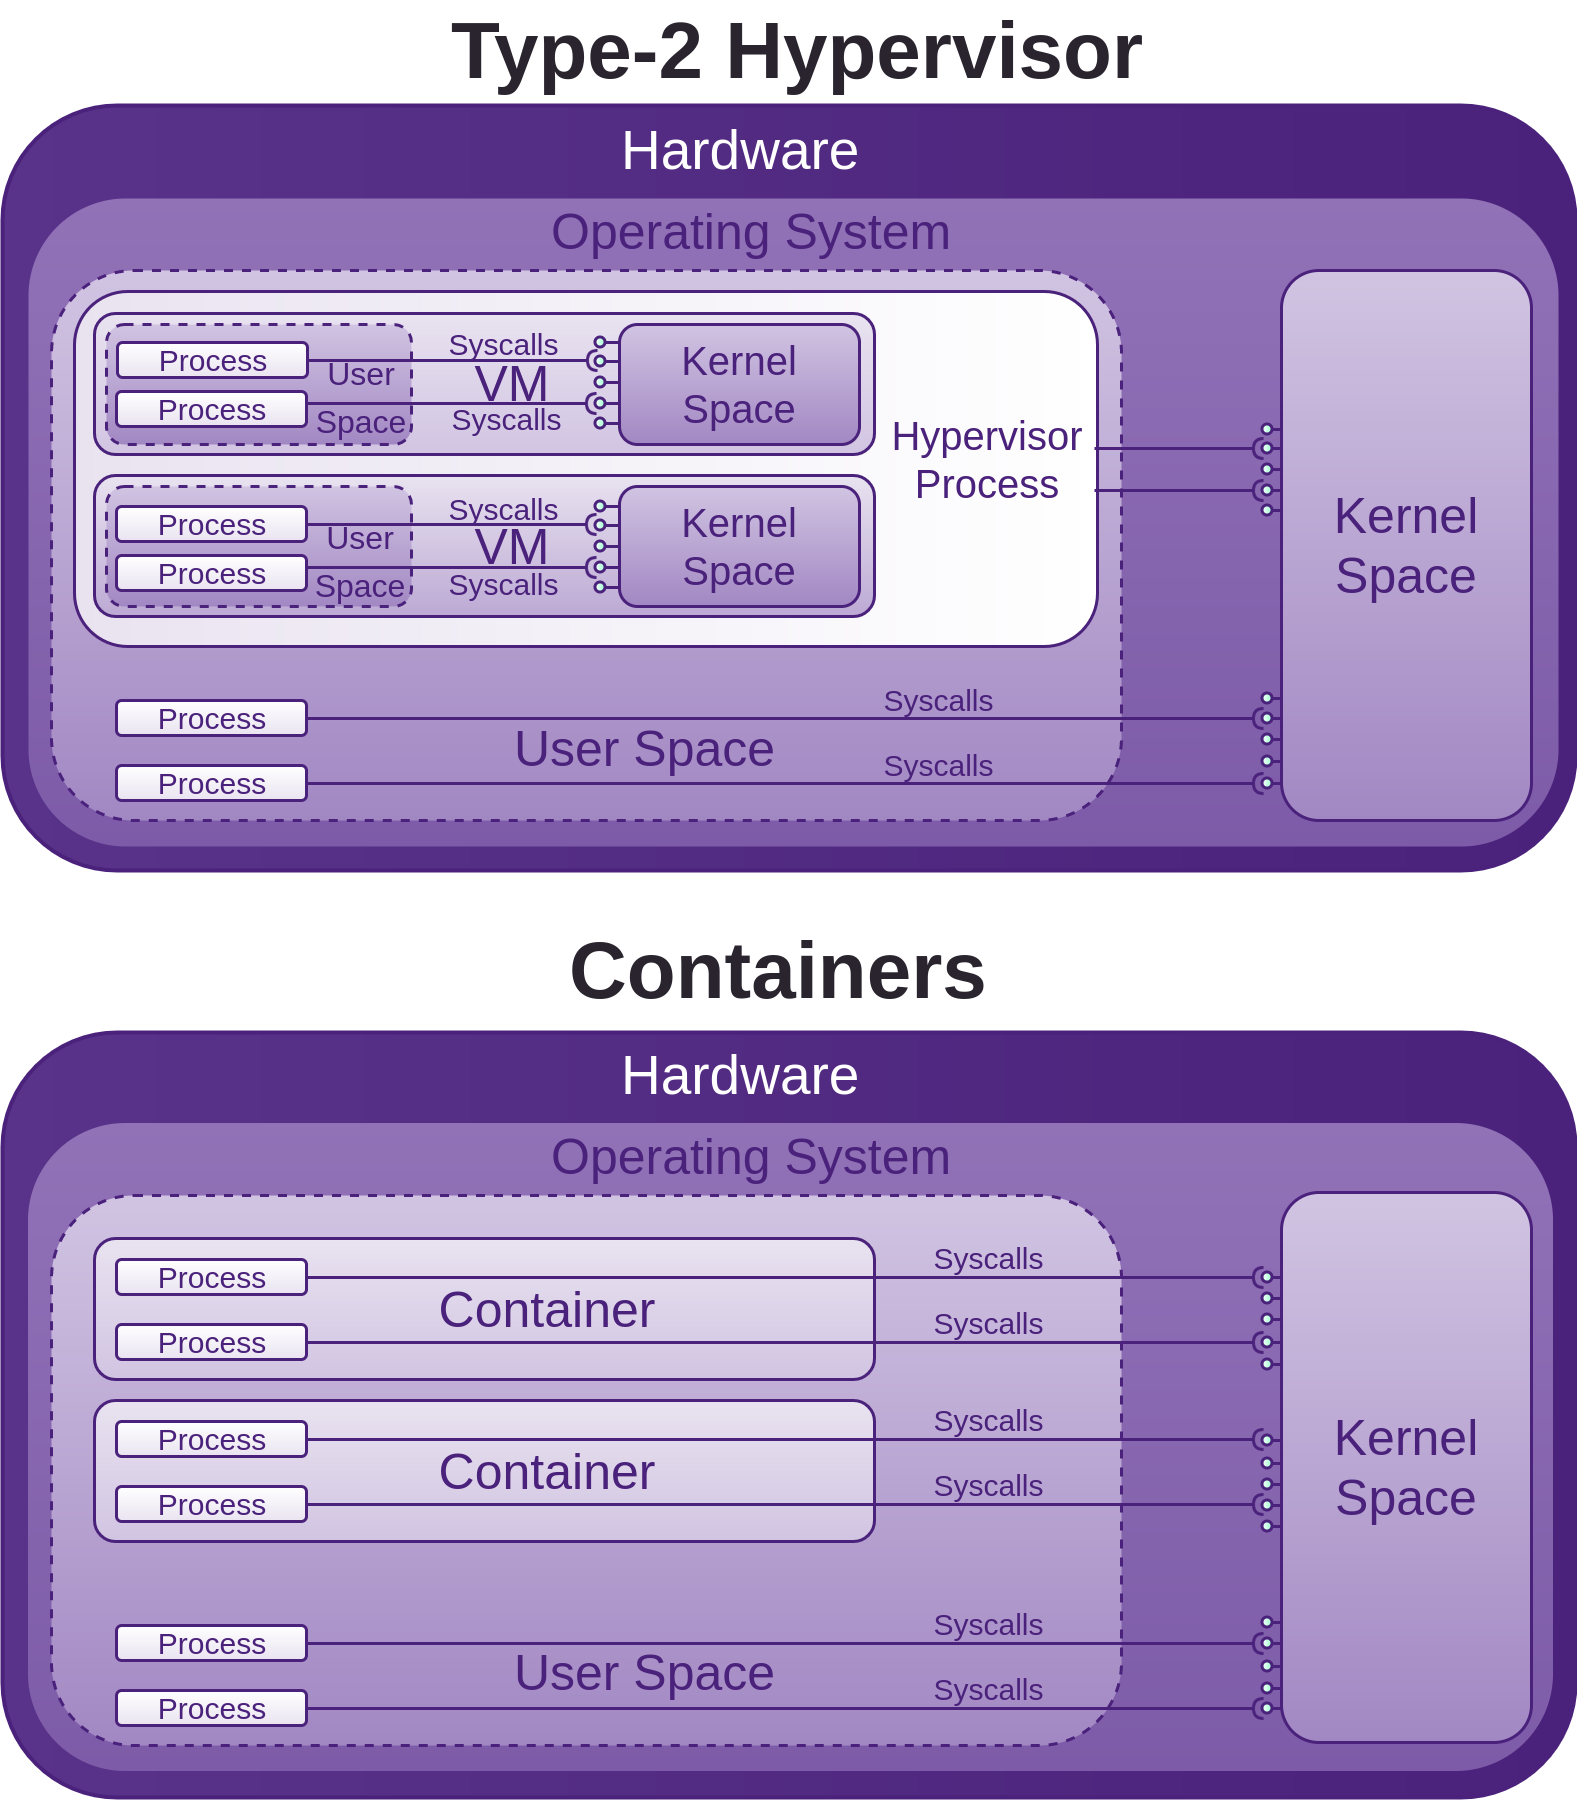 Type-2 Hypervisor
Hardware
Operating System
Process
User
Process
Space
Syscalls
VM
Syscalls
Kernel
Space
Process
User
Process
Space
Syscalls
VM
Syscalls
Kernel
Space
Hypervisor
Process
Kernel
Space
Process
Syscalls
User Space
Process
Syscalls
Containers
Hardware
Operating System
Process
Syscalls
Container
Process
Syscalls
Process
Syscalls
Container
Process
Syscalls
Kernel
Space
Process
Syscalls
User Space
Process
Syscalls